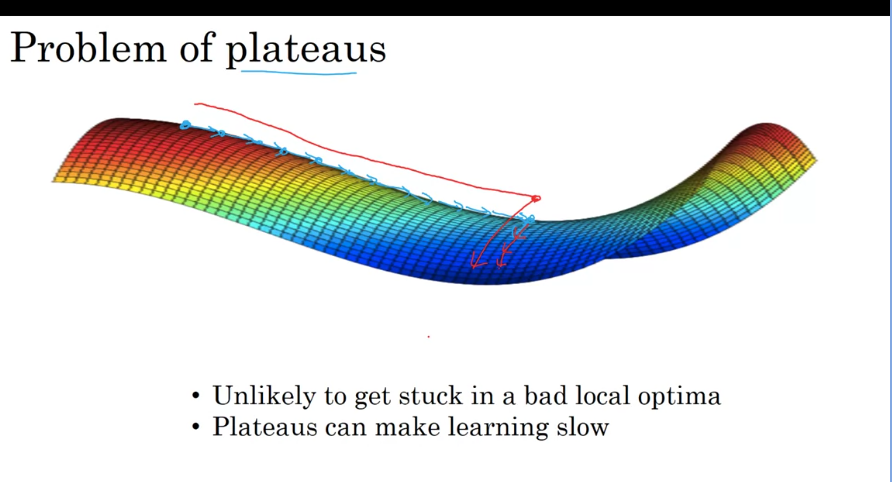 Problem of plateaus
• Unlikely to get stuck in a bad local optima
• Plateaus can make learning slow